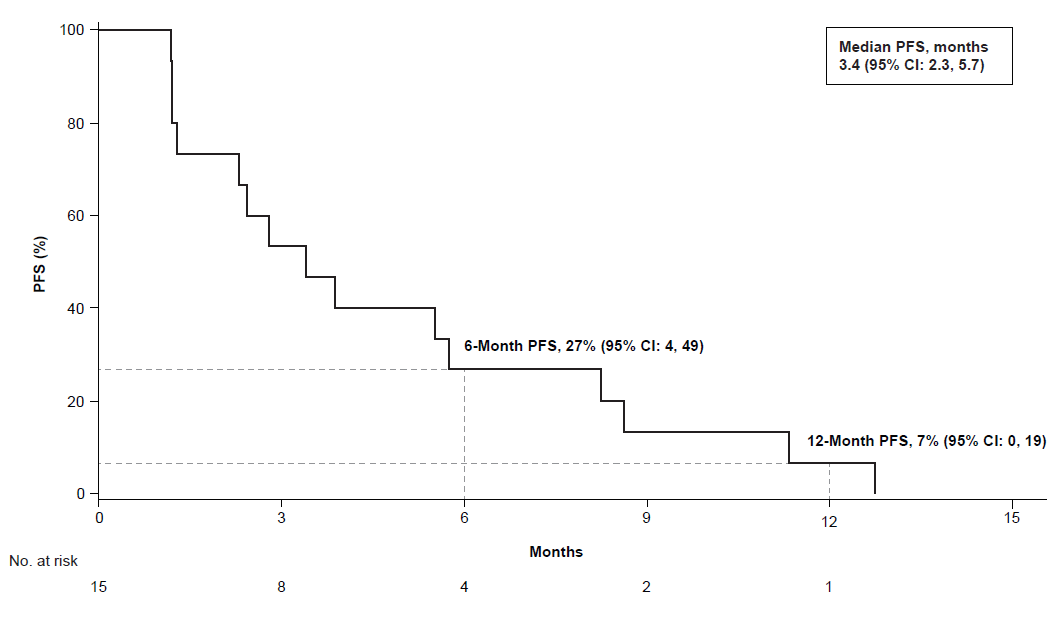 100
80
60
40
20
0
PFS (%)
Median PFS, months
3.4 (95% CI: 2.3, 5.7)
6-Month PFS, 27% (95% CI: 4, 49)
12-Month PFS, 7% (95% CI: 0, 19)
0 3 6 9 12 15
Months
No. at risk
15 8 4 2 1